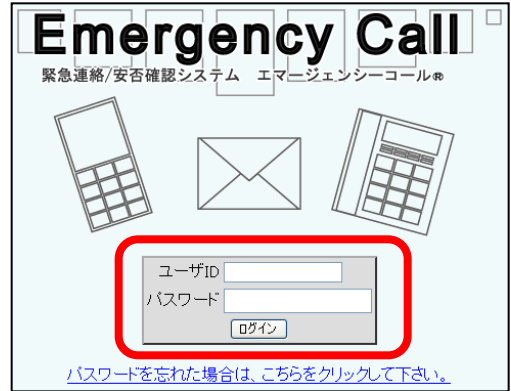 Emergency Call
緊急連絡/安否確認システム エマージェンシーコール®
ユーザID
パスワード
ログイン
パスワードを忘れた場合は、こちらをクリックして下さい。